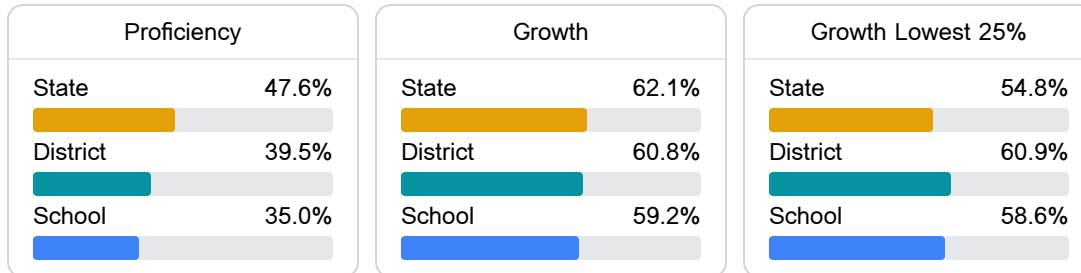 Proficiency
State 47.6%
District 39.5%
School 35.0%
Growth
State 62.1%
District 60.8%
School 59.2%
Growth Lowest 25%
State 54.8%
District 60.9%
School 58.6%